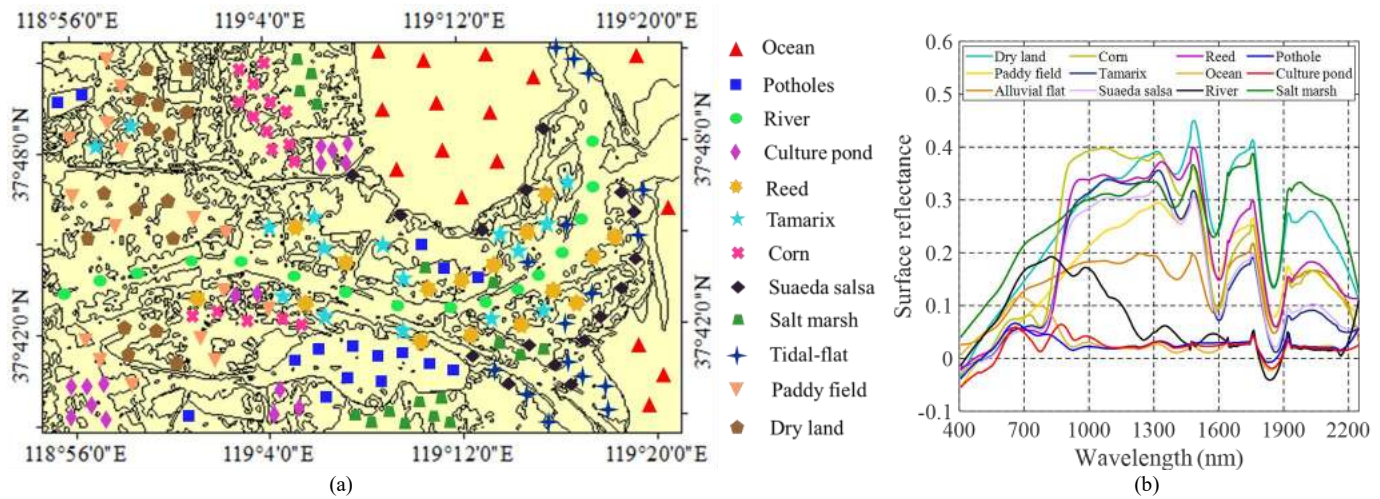 118°56'0"E 119°4'0"E 119°12'0"E 119°20'0"E
37°48'0"N
37°42'0"N
37°48'0"N
37°42'0"N
118°56'0"E 119°4'0"E 119°12'0"E 119°20'0"E
(a)
Ocean
Potholes
River
Culture pond
Reed
Tamarix
Corn
Suaeda salsa
Salt marsh
Tidal-flat
Paddy field
Dry land
Surface reflectance
0.6
0.5
0.4
0.3
0.2
0.1
0
-0.1
Dry land Corn Reed Pothole
Paddy field Tamarix Ocean Culture pond
Alluvial flat Suaeda salsa River Salt marsh
400 700 1000 1300 1600 1900 2200
Wavelength (nm)
(b)